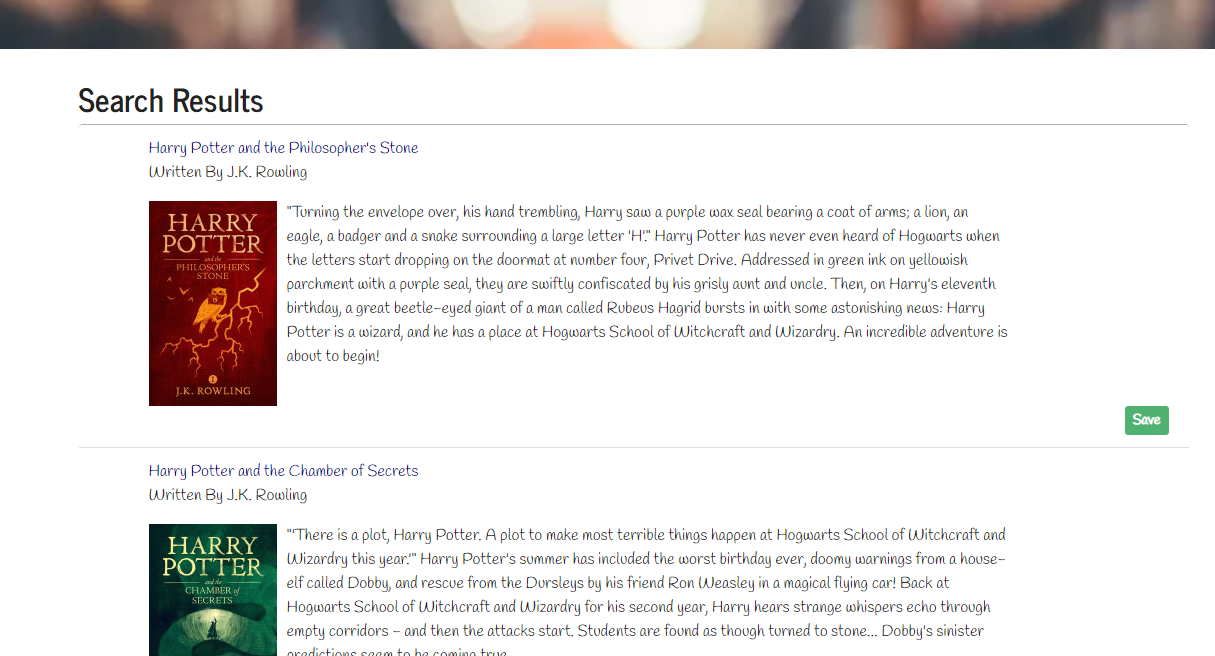 Search Results
Harry Potter and the Philosopher's Stone
Written By J.K. Rowling
HARRY
POTTER
and the
PHILOSOPHER'S
STONE
1
J.K. ROWLING
"Turning the envelope over, his hand trembling, Harry saw a purple wax seal bearing a coat of arms; a lion, an
eagle, a badger and a snake surrounding a large letter 'H'." Harry Potter has never even heard of Hogwarts when
the letters start dropping on the doormat at number four, Privet Drive. Addressed in green ink on yellowish
parchment with a purple seal, they are swiftly confiscated by his grisly aunt and uncle. Then, on Harry's eleventh
birthday, a great beetle-eyed giant of a man called Rubeus Hagrid bursts in with some astonishing news: Harry
Potter is a wizard, and he has a place at Hogwarts School of Witchcraft and Wizardry. An incredible adventure is
about to begin!
Save
Harry Potter and the Chamber of Secrets
Written By J.K. Rowling
HARRY
POTTER
and the
CHAMBER of
SECRETS
"'There is a plot, Harry Potter. A plot to make most terrible things happen at Hogwarts School of Witchcraft and
Wizardry this year.'" Harry Potter's summer has included the worst birthday ever, doomy warnings from a house-
elf called Dobby, and rescue from the Dursleys by his friend Ron Weasley in a magical flying car! Back at
Hogwarts School of Witchcraft and Wizardry for his second year, Harry hears strange whispers echo through
empty corridors - and then the attacks start. Students are found as though turned to stone... Dobby's sinister
predictions seem to be coming true.